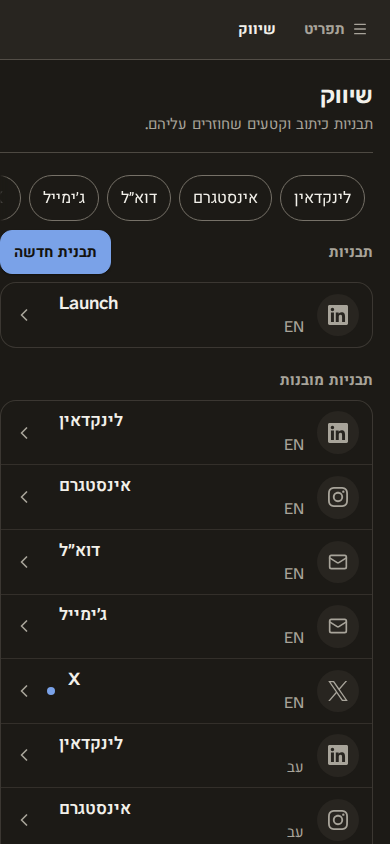 תפריט שיווק
שיווק
תבניות כיתוב וקטעים שחוזרים עליהם.
לינקדאין אינסטגרם דוא״ל ג׳ימייל
תבניות תבנית חדשה
Launch
EN
תבניות מובנות
לינקדאין
EN
אינסטגרם
EN
דוא״ל
EN
ג׳ימייל
EN
X
EN
לינקדאין
עב
אינסטגרם
עב